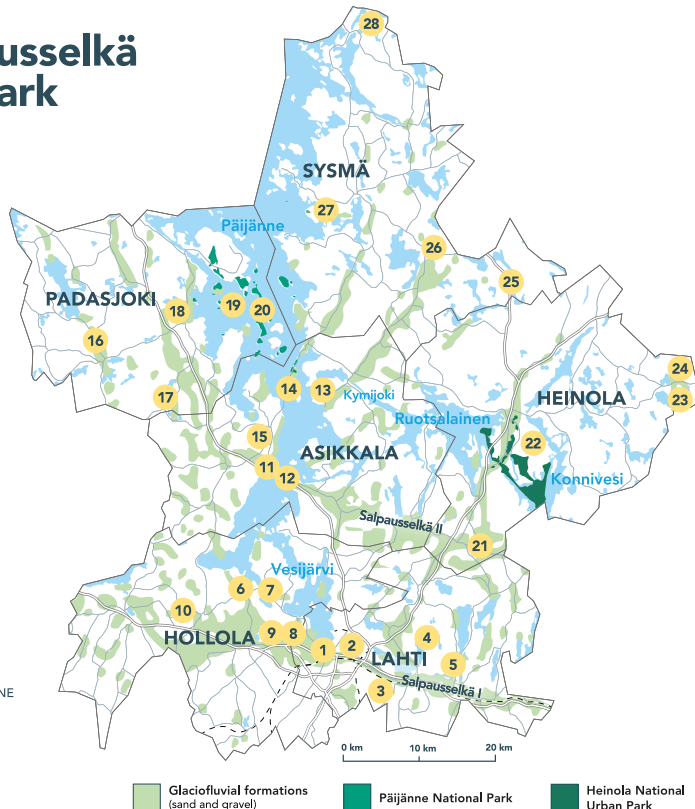 usselkä
ark
28
SYSMÄ
27
Päijänne
26
25
PADASJOKI
19
20
18
16
24
14
13
Kymijoki
HEINOLA
23
17
Ruotsalainen
15
22
ASIKKALA
11
12
Konnivesi
Salpausselkä II
21
Vesijärvi
6
7
10
HOLLOLA
9
8
1
2
4
LAHTI
5
Salpausselkä I
3
NE
0 km
10 km
20 km
Glaciofluvial formations
(sand and gravel)
Päijänne National Park
Heinola National
Urban Park